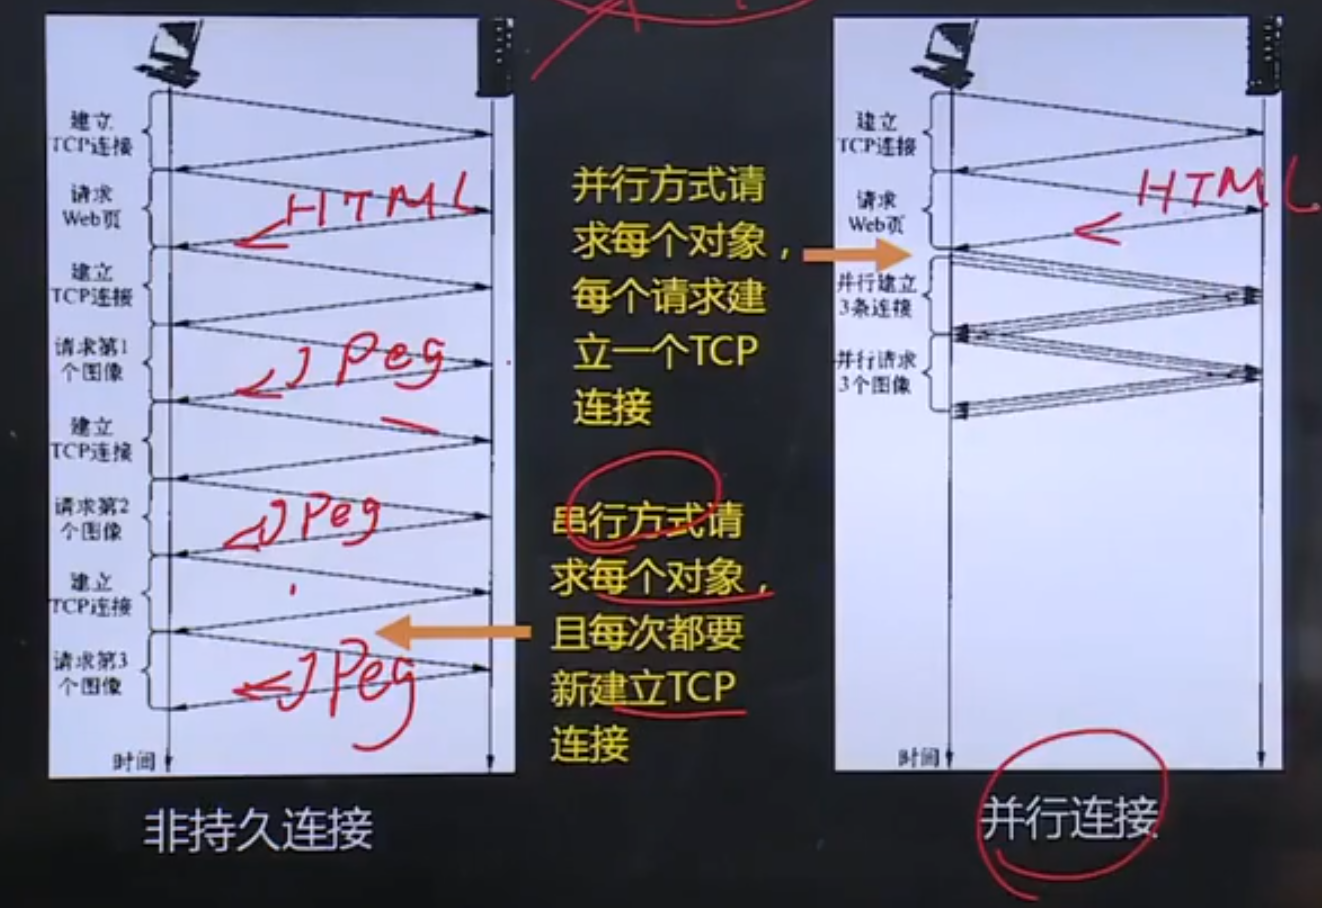 建立
TCP连接
请求
Web页
HTML
建立
TCP连接
请求第1
个图像
JPeg
建立
TCP连接
请求第2
个图像
JPeg
建立
TCP连接
请求第3
个图像
JPeg
时间
非持久连接
并行方式请
求每个对象，
每个请求建
立一个TCP
连接
串行方式请
求每个对象，
且每次都要
新建立TCP
连接
建立
TCP连接
请求
Web页
HTML
并行建立
3条连接
并行请求
3个图像
时间
并行连接